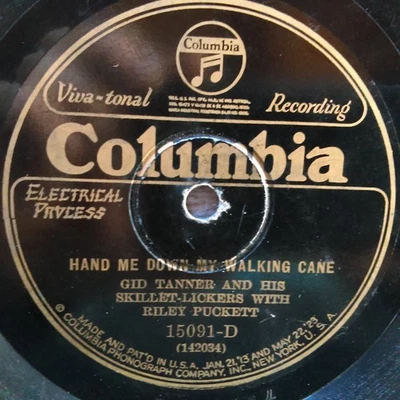 Columbia
Viva-tonal Recording
Columbia
ELECTRICAL
PROCESS
HAND ME DOWN MY WALKING CANE
GID TANNER AND HIS
SKILLET-LICKERS WITH
RILEY PUCKETT
15091-D
(142034)
MADE AND PAT'D IN U.S.A. JAN. 21,'13 AND MAY 22,'23
© COLUMBIA PHONOGRAPH COMPANY, INC., NEW YORK, U.S.A.